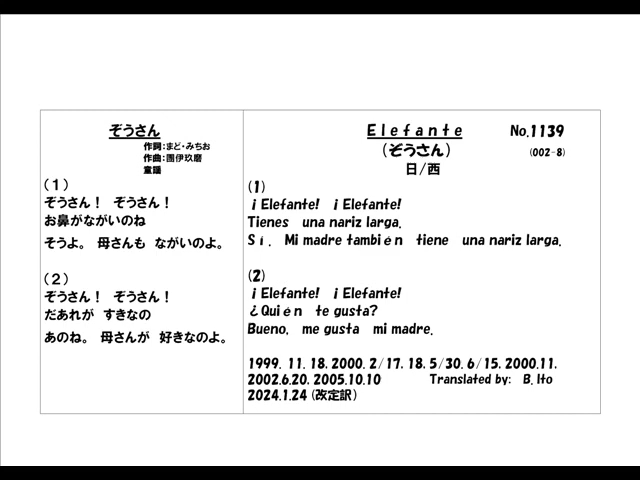 ぞうさん
作詞:まど・みちお
作曲:團伊玖磨
童謡
(1)
ぞうさん! ぞうさん!
お鼻がながいのね
そうよ。 母さんも ながいのよ。
(2)
ぞうさん! ぞうさん!
だあれが すきなの
あのね。 母さんが 好きなのよ。
Elefante No.1139
(ぞうさん) (002-8)
日/西
(1)
¡Elefante! ¡Elefante!
Tienes una nariz larga.
Sí. Mi madre también tiene una nariz larga.
(2)
¡Elefante! ¡Elefante!
¿Quién te gusta?
Bueno, me gusta mi madre.
1999. 11. 18. 2000. 2/17. 18. 5/30. 6/15. 2000.11.
2002.6.20. 2005.10.10 Translated by: B.Ito
2024.1.24 (改定訳)